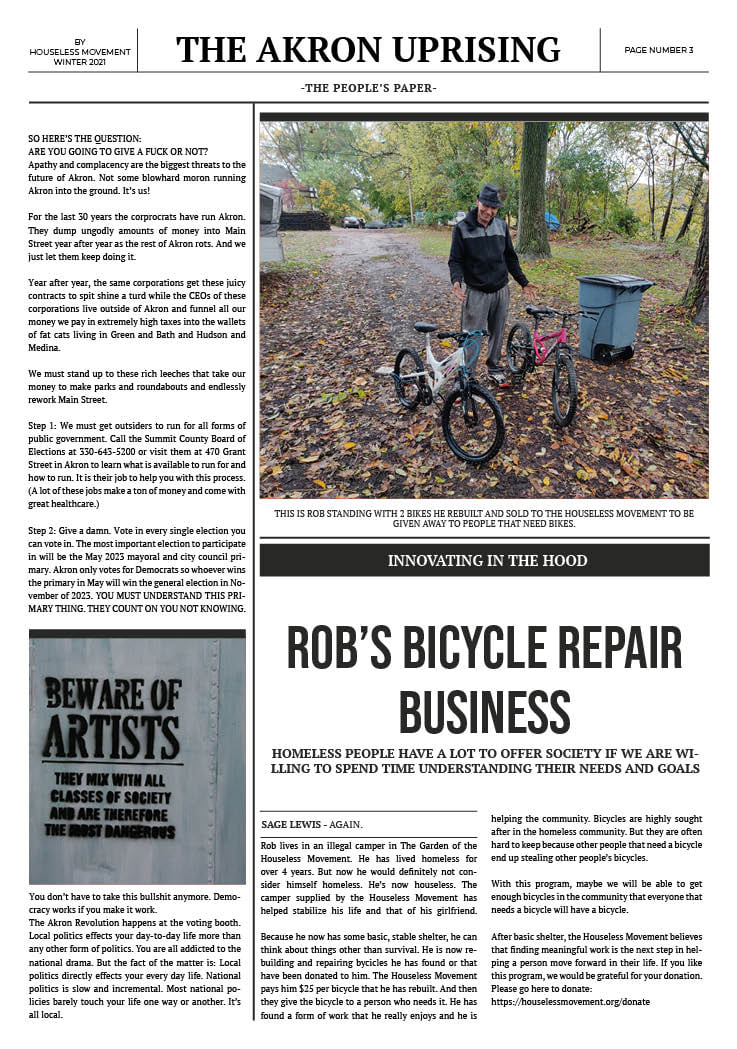 BY
HOUSELESS MOVEMENT
WINTER 2021
THE AKRON UPRISING
PAGE NUMBER 3
-THE PEOPLE'S PAPER-
SO HERE'S THE QUESTION:
ARE YOU GOING TO GIVE A FUCK OR NOT?
Apathy and complacency are the biggest threats to the
future of Akron. Not some blowhard moron running
Akron into the ground. It's us!
For the last 30 years the corprocrats have run Akron.
They dump ungodly amounts of money into Main
Street year after year as the rest of Akron rots. And we
just let them keep doing it.
Year after year, the same corporations get these juicy
contracts to spit shine a turd while the CEOs of these
corporations live outside of Akron and funnel all our
money we pay in extremely high taxes into the wallets
of fat cats living in Green and Bath and Hudson and
Medina.
We must stand up to these rich leeches that take our
money to make parks and roundabouts and endlessly
rework Main Street.
Step 1: We must get outsiders to run for all forms of
public government. Call the Summit County Board of
Elections at 330-643-5200 or visit them at 470 Grant
Street in Akron to learn what is available to run for and
how to run. It is their job to help you with this process.
(A lot of these jobs make a ton of money and come with
great healthcare.)
Step 2: Give a damn. Vote in every single election you
can vote in. The most important election to participate
in will be the May 2023 mayoral and city council pri-
mary. Akron only votes for Democrats so whoever wins
the primary in May will win the general election in No-
vember of 2023. YOU MUST UNDERSTAND THIS PRI-
MARY THING. THEY COUNT ON YOU NOT KNOWING.
BEWARE OF
ARTISTS
THEY MIX WITH ALL
CLASSES OF SOCIETY
AND ARE THEREFORE
THE MOST DANGEROUS
You don't have to take this bullshit anymore. Demo-
cracy works if you make it work.
The Akron Revolution happens at the voting booth.
Local politics effects your day-to-day life more than
any other form of politics. You are all addicted to the
national drama. But the fact of the matter is: Local
politics directly effects your every day life. National
politics is slow and incremental. Most national po-
licies barely touch your life one way or another. It's
all local.
THIS IS ROB STANDING WITH 2 BIKES HE REBUILT AND SOLD TO THE HOUSELESS MOVEMENT TO BE
GIVEN AWAY TO PEOPLE THAT NEED BIKES.
INNOVATING IN THE HOOD
ROB'S BICYCLE REPAIR
BUSINESS
HOMELESS PEOPLE HAVE A LOT TO OFFER SOCIETY IF WE ARE WI-
LLING TO SPEND TIME UNDERSTANDING THEIR NEEDS AND GOALS
SAGE LEWIS - AGAIN.
Rob lives in an illegal camper in The Garden of the
Houseless Movement. He has lived homeless for
over 4 years. But now he would definitely not con-
sider himself homeless. He's now houseless. The
camper supplied by the Houseless Movement has
helped stabilize his life and that of his girlfriend.
Because he now has some basic, stable shelter, he can
think about things other than survival. He is now re-
building and repairing bycicles he has found or that
have been donated to him. The Houseless Movement
pays him $25 per bicycle that he has rebuilt. And then
they give the bicycle to a person who needs it. He has
found a form of work that he really enjoys and he is
helping the community. Bicycles are highly sought
after in the homeless community. But they are often
hard to keep because other people that need a bicycle
end up stealing other people's bicycles.
With this program, maybe we will be able to get
enough bicycles in the community that everyone that
needs a bicycle will have a bicycle.
After basic shelter, the Houseless Movement believes
that finding meaningful work is the next step in hel-
ping a person move forward in their life. If you like
this program, we would be grateful for your donation.
Please go here to donate:
https://houselessmovement.org/donate